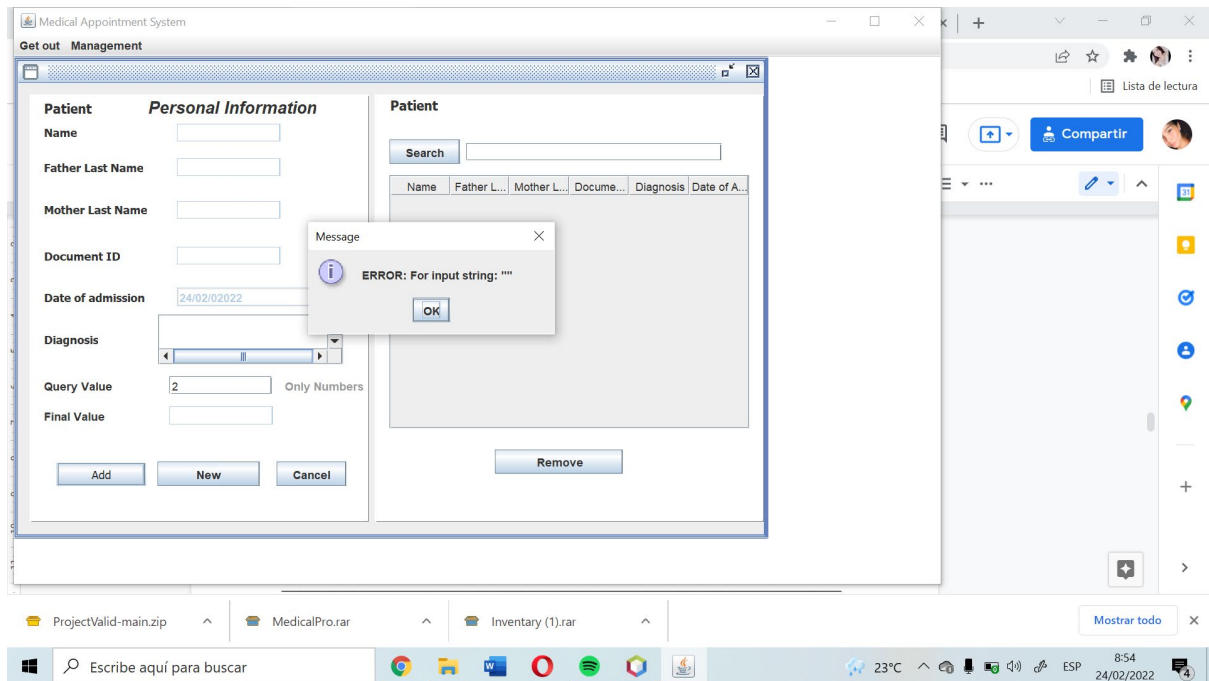 Medical Appointment System
Get out Management
Patient Personal Information
Name
Father Last Name
Mother Last Name
Document ID
Date of admission 24/02/02022
Diagnosis
Query Value 2 Only Numbers
Final Value
Add New Cancel
Patient
Search
Name Father L... Mother L... Docume... Diagnosis Date of A...
Remove
Message
ERROR: For input string: ""
OK
Lista de lectura
Compartir
31
ProjectValid-main.zip MedicalPro.rar Inventory (1).rar Mostrar todo
Escribe aquí para buscar
23°C ESP 8:54
24/02/2022 4